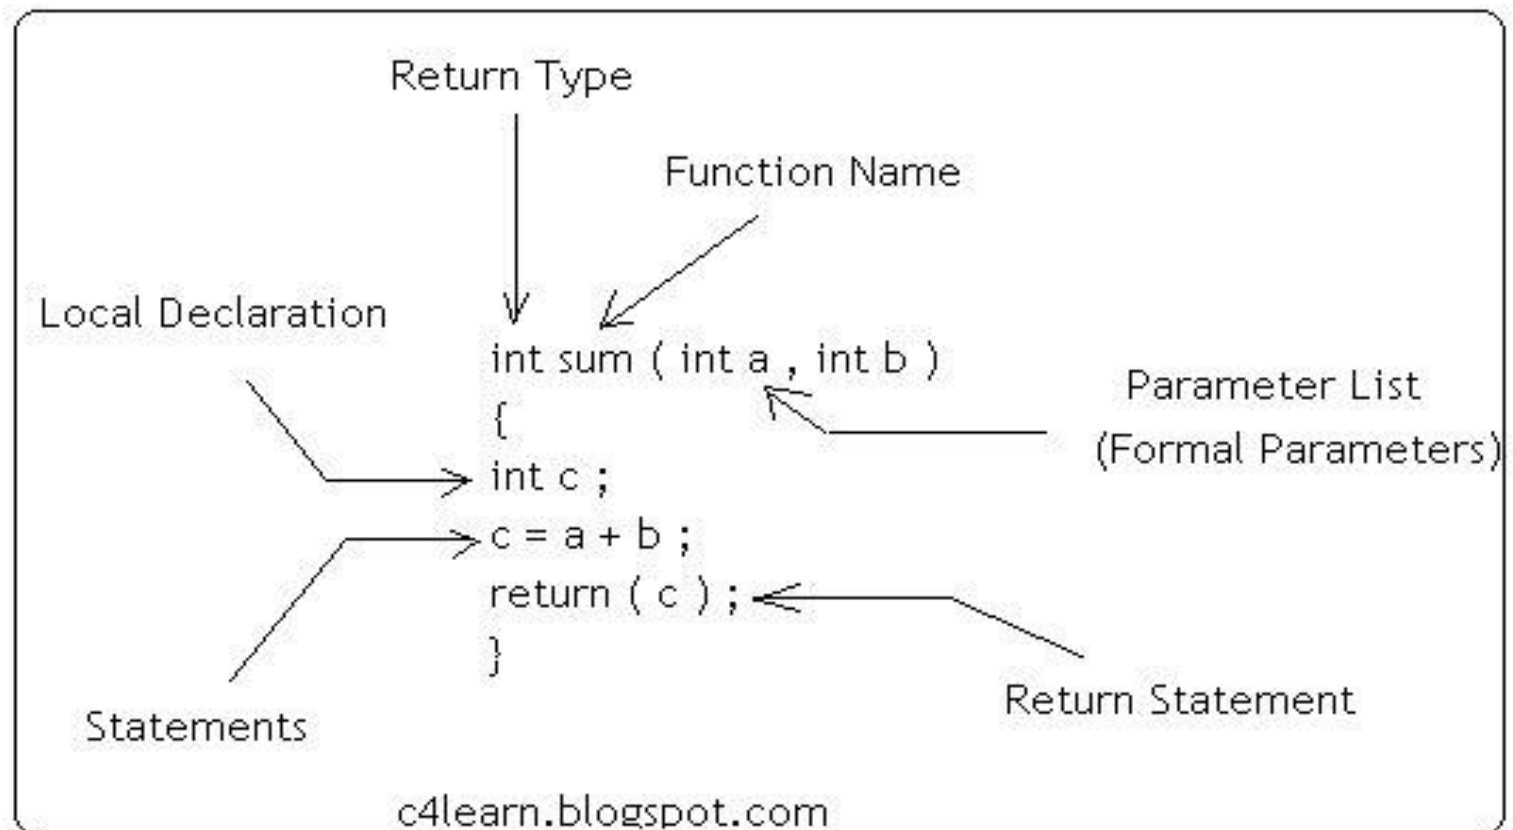 Return Type
Function Name
Local Declaration
int sum ( int a , int b )
Parameter List
(Formal Parameters)
{
int c ;
c = a + b ;
return ( c ) ;
}
Return Statement
Statements
c4learn.blogspot.com